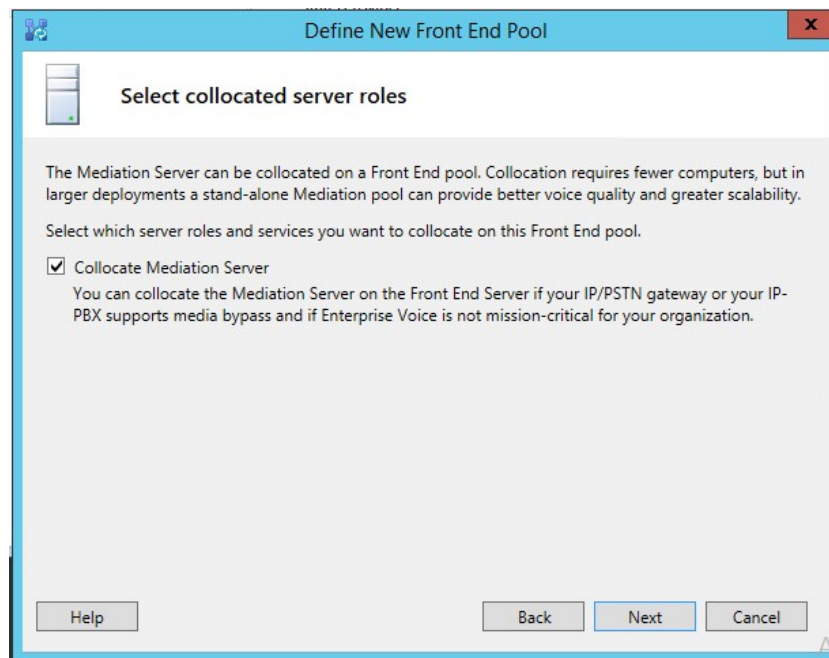 Define New Front End Pool
x
Select collocated server roles
The Mediation Server can be collocated on a Front End pool. Collocation requires fewer computers, but in
larger deployments a stand-alone Mediation pool can provide better voice quality and greater scalability.
Select which server roles and services you want to collocate on this Front End pool.
Collocate Mediation Server
You can collocate the Mediation Server on the Front End Server if your IP/PSTN gateway or your IP-
PBX supports media bypass and if Enterprise Voice is not mission-critical for your organization.
Help Back Next Cancel